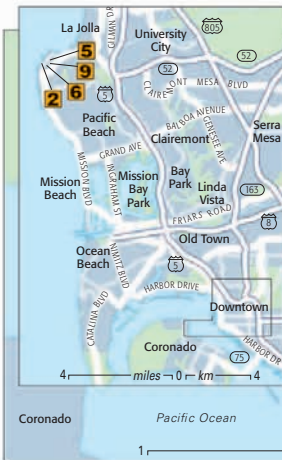 La Jolla
GILMAN DR
University
City
805
5
9
6
2
52
52
5
CLAIREMONT MESA BLVD
Pacific
Beach
BALBOA AVENUE
GENESEE AVE
Clairemont
Serra
Mesa
GRAND AVE
MISSION BLVD
INGRAHAM ST
Mission
Bay
Park
Bay
Park
Linda
Vista
163
Mission
Beach
FRIARS ROAD
8
Old Town
Ocean
Beach
NIMITZ BLVD
5
HARBOR DRIVE
CATALINA BLVD
Downtown
Coronado
HARBOR DR
75
4 miles 0 km 4
Coronado
Pacific Ocean
1